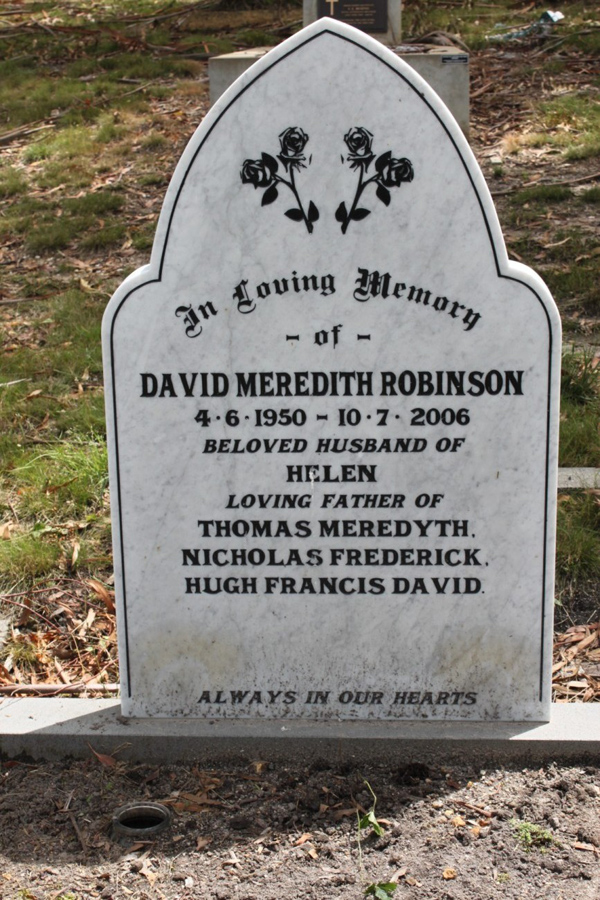 In Loving Memory
- of -
DAVID MEREDITH ROBINSON
4·6·1950 - 10·7·2006
BELOVED HUSBAND OF
HELEN
LOVING FATHER OF
THOMAS MEREDYTH,
NICHOLAS FREDERICK,
HUGH FRANCIS DAVID.
ALWAYS IN OUR HEARTS